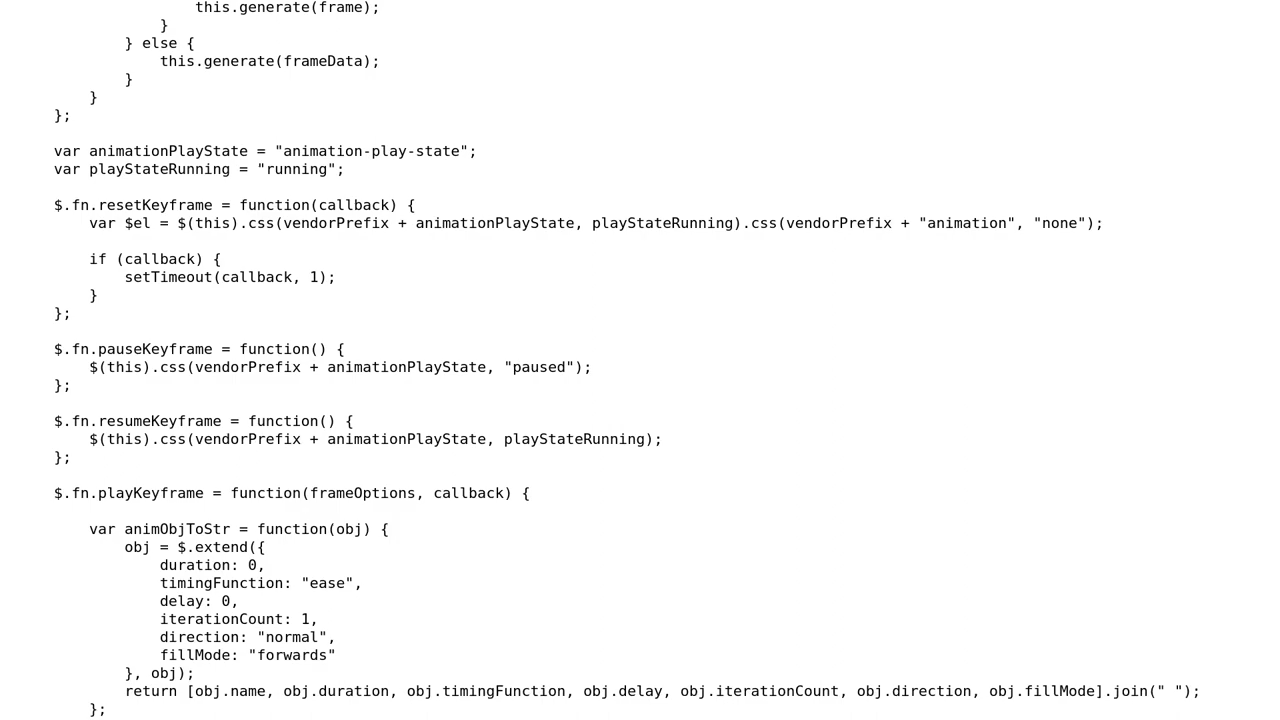 this.generate(frame);
            }
        } else {
            this.generate(frameData);
        }
    }
};

var animationPlayState = "animation-play-state";
var playStateRunning = "running";

$.fn.resetKeyframe = function(callback) {
    var $el = $(this).css(vendorPrefix + animationPlayState, playStateRunning).css(vendorPrefix + "animation", "none");

    if (callback) {
        setTimeout(callback, 1);
    }
};

$.fn.pauseKeyframe = function() {
    $(this).css(vendorPrefix + animationPlayState, "paused");
};

$.fn.resumeKeyframe = function() {
    $(this).css(vendorPrefix + animationPlayState, playStateRunning);
};

$.fn.playKeyframe = function(frameOptions, callback) {

    var animObjToStr = function(obj) {
        obj = $.extend({
            duration: 0,
            timingFunction: "ease",
            delay: 0,
            iterationCount: 1,
            direction: "normal",
            fillMode: "forwards"
        }, obj);
        return [obj.name, obj.duration, obj.timingFunction, obj.delay, obj.iterationCount, obj.direction, obj.fillMode].join(" ");
    };